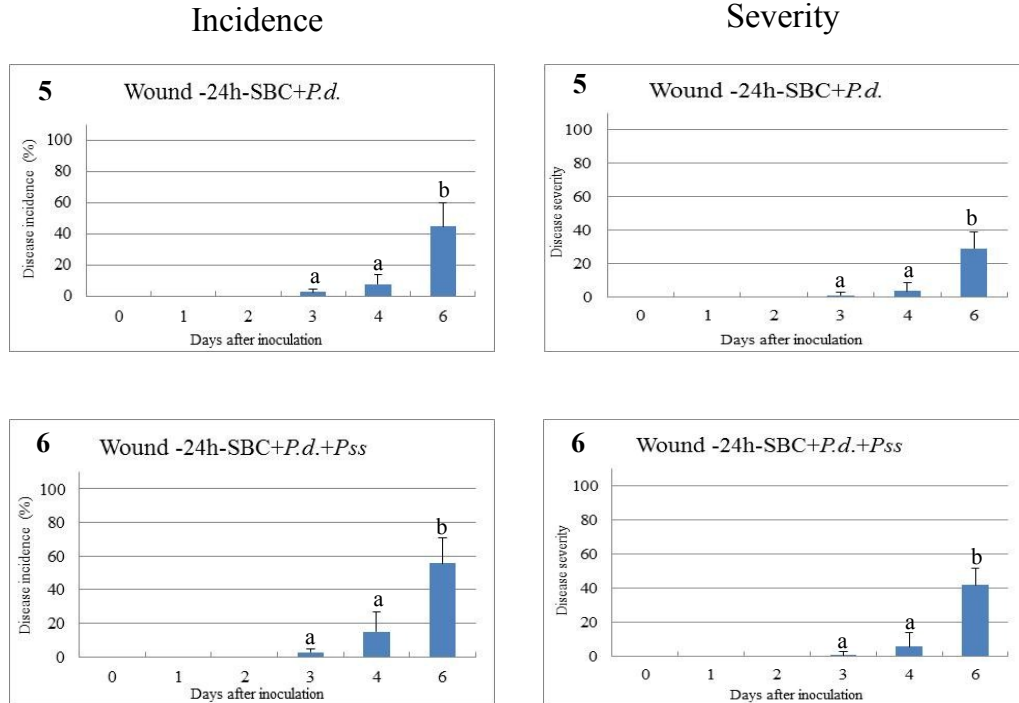 Incidence
Severity
5 Wound -24h-SBC+P.d.
Disease incidence (%)
100
80
60
40
20
0
a
a
b
0 1 2 3 4 6
Days after inoculation
5 Wound -24h-SBC+P.d.
Disease severity
100
80
60
40
20
0
a
a
b
0 1 2 3 4 6
Days after inoculation
6 Wound -24h-SBC+P.d.+Pss
Disease incidence (%)
100
80
60
40
20
0
a
a
b
0 1 2 3 4 6
Days after inoculation
6 Wound -24h-SBC+P.d.+Pss
Disease severity
100
80
60
40
20
0
a
a
b
0 1 2 3 4 6
Days after inoculation